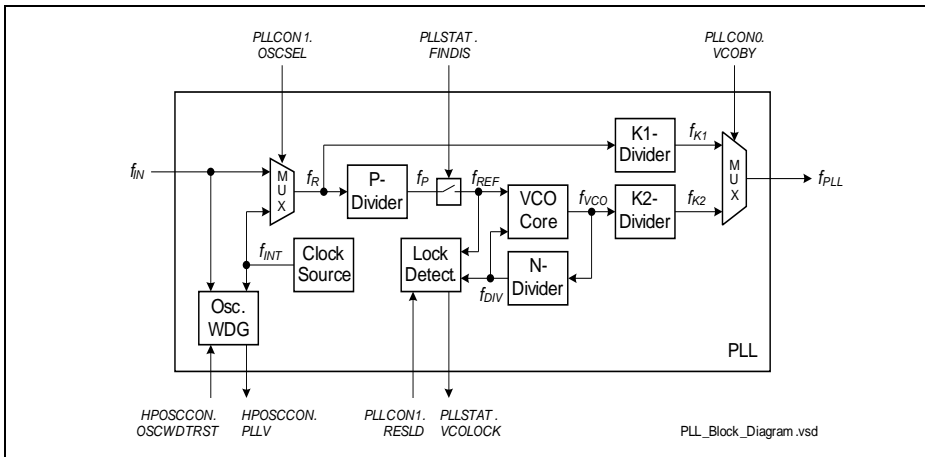 PLLCON1.
OSCSEL
PLLSTAT.
FINDIS
PLLCON0.
VCOBY
K1-
Divider
fK1
fIN
M
U
X
fR
P-
Divider
fP
fREF
VCO
Core
fVCO
K2-
Divider
fK2
M
U
X
fPLL
fINT
Clock
Source
Lock
Detect.
fDIV
N-
Divider
Osc.
WDG
PLL
HPOSCCON.
OSCWDTRST
HPOSCCON.
PLLV
PLLCON1.
RESLD
PLLSTAT.
VCOLOCK
PLL_Block_Diagram.vsd